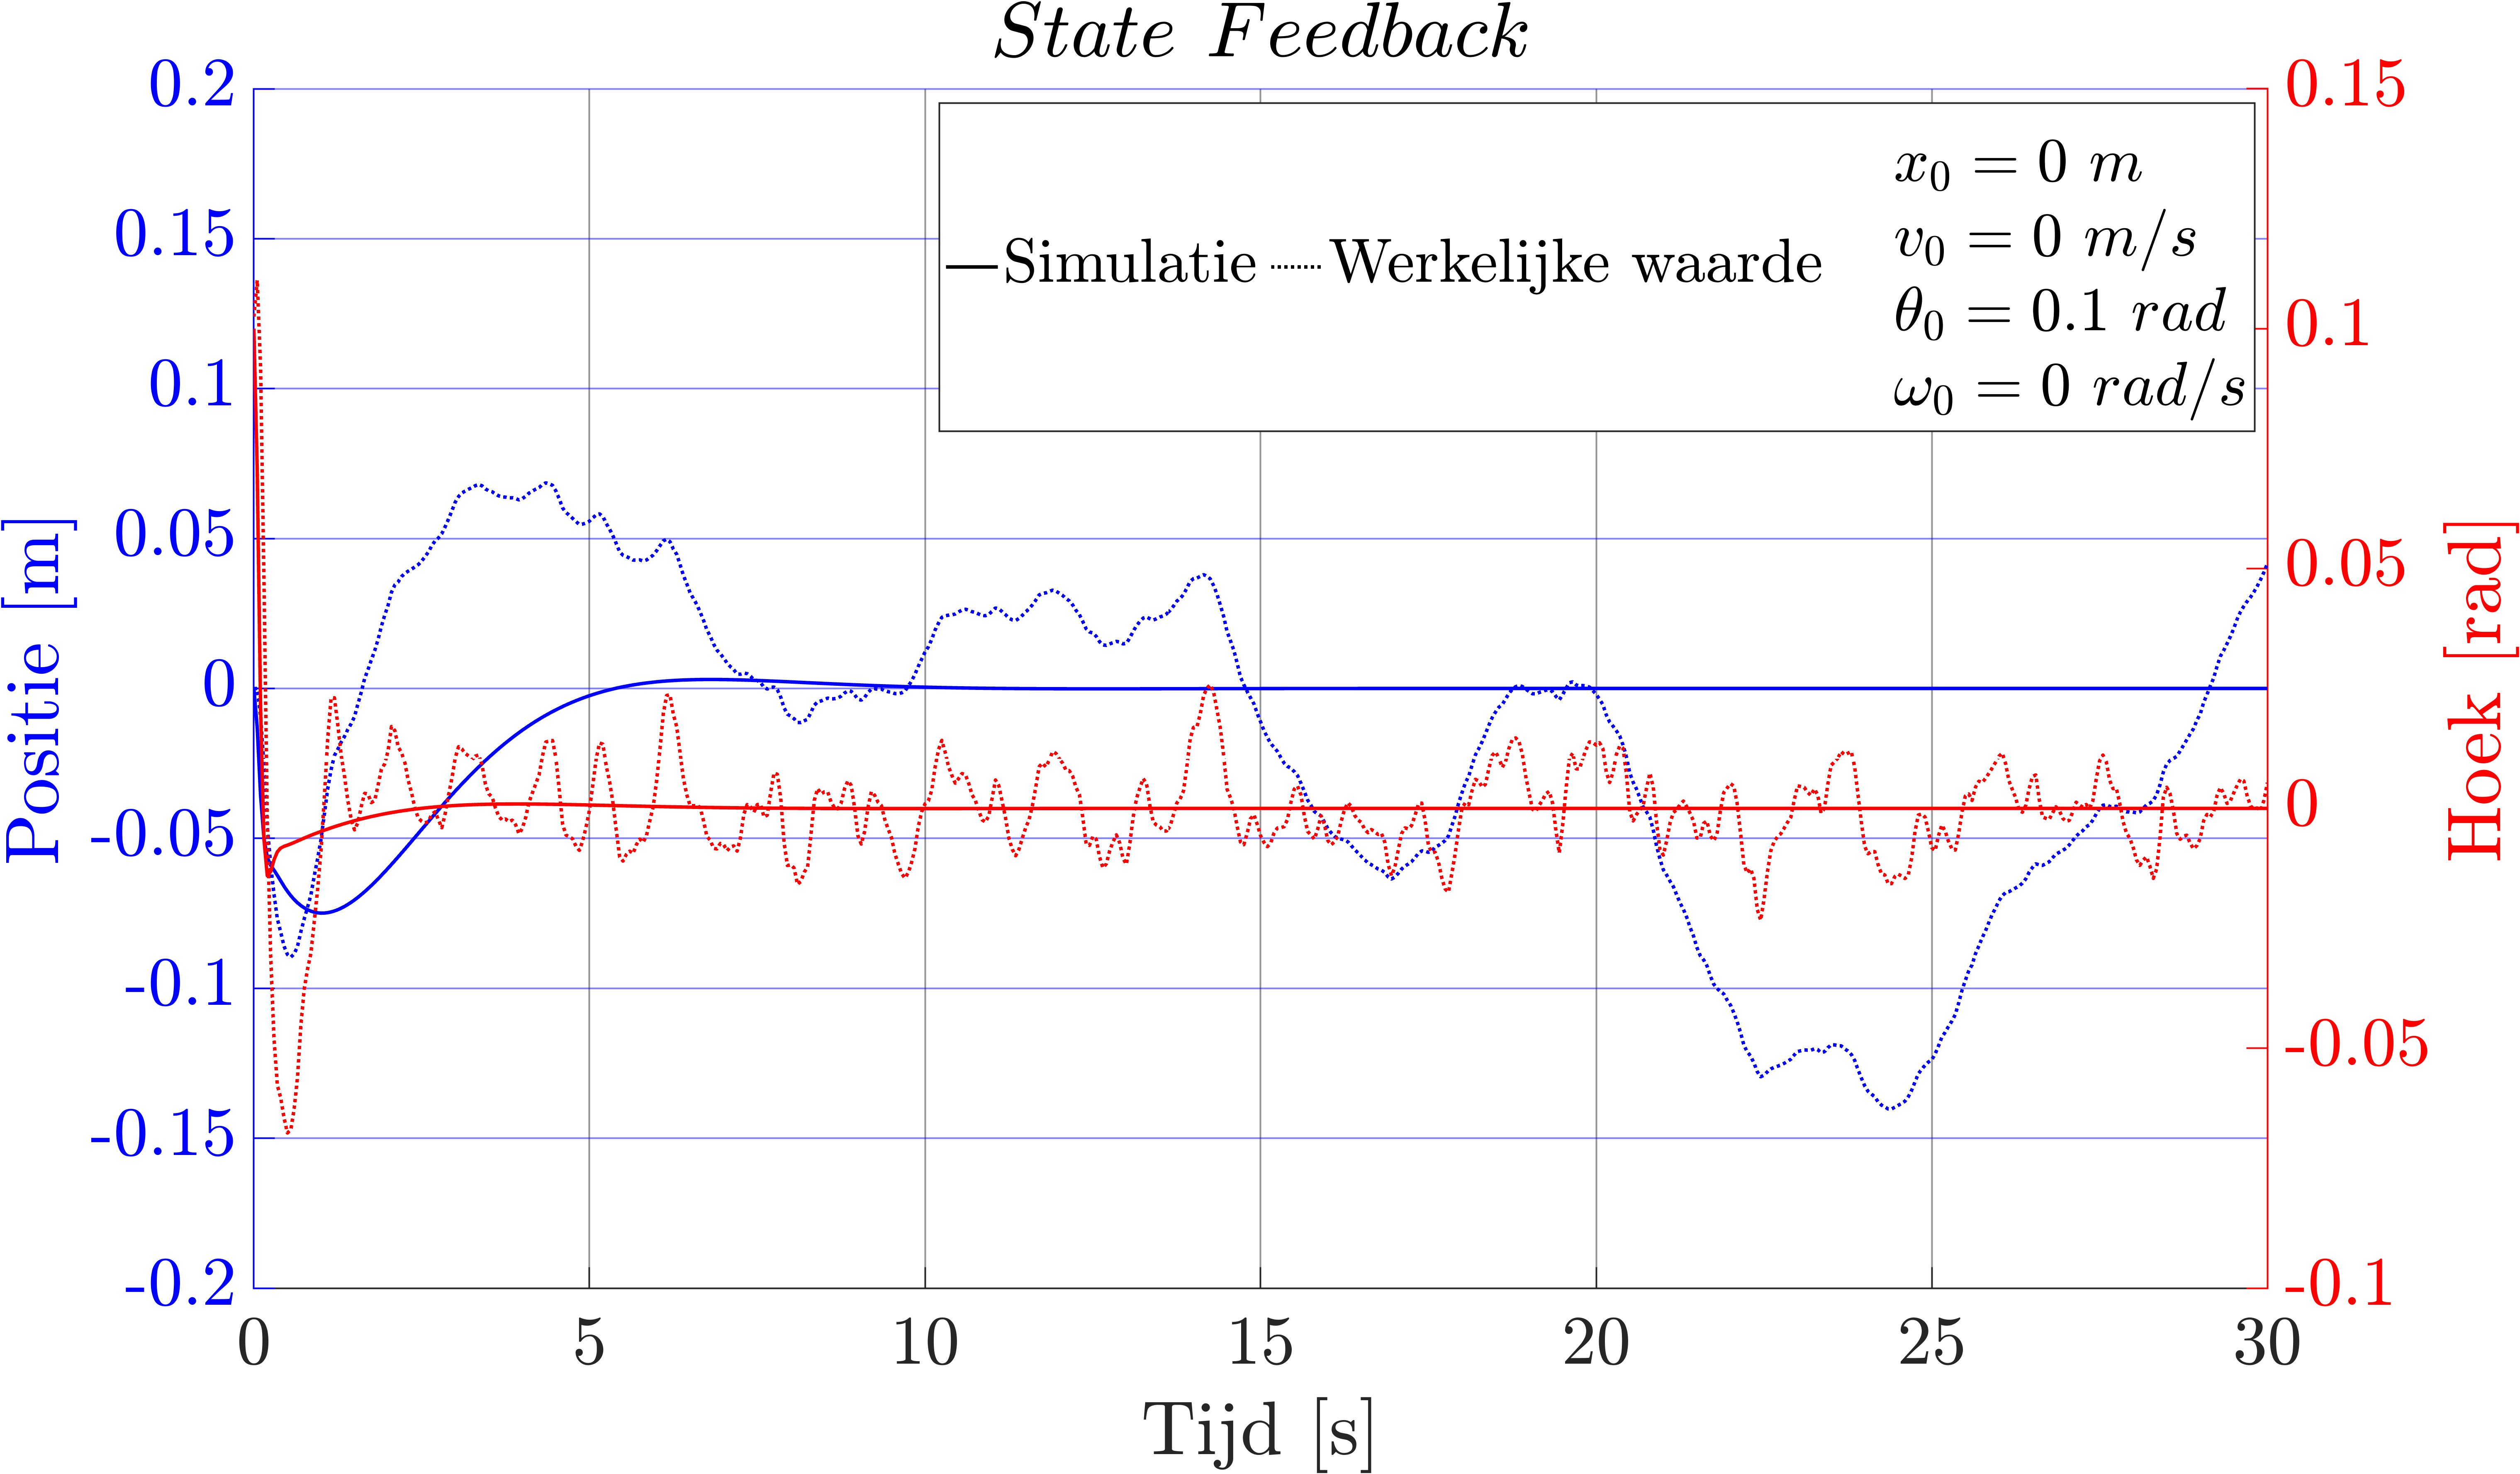 State Feedback
0.2
0.15
0.1
0.05
0
-0.05
-0.1
-0.15
-0.2
Positie [m]
Simulatie Werkelijke waarde
x₀ = 0 m
v₀ = 0 m/s
θ₀ = 0.1 rad
ω₀ = 0 rad/s
0.15
0.1
0.05
0
-0.05
-0.1
Hoek [rad]
0 5 10 15 20 25 30
Tijd [s]